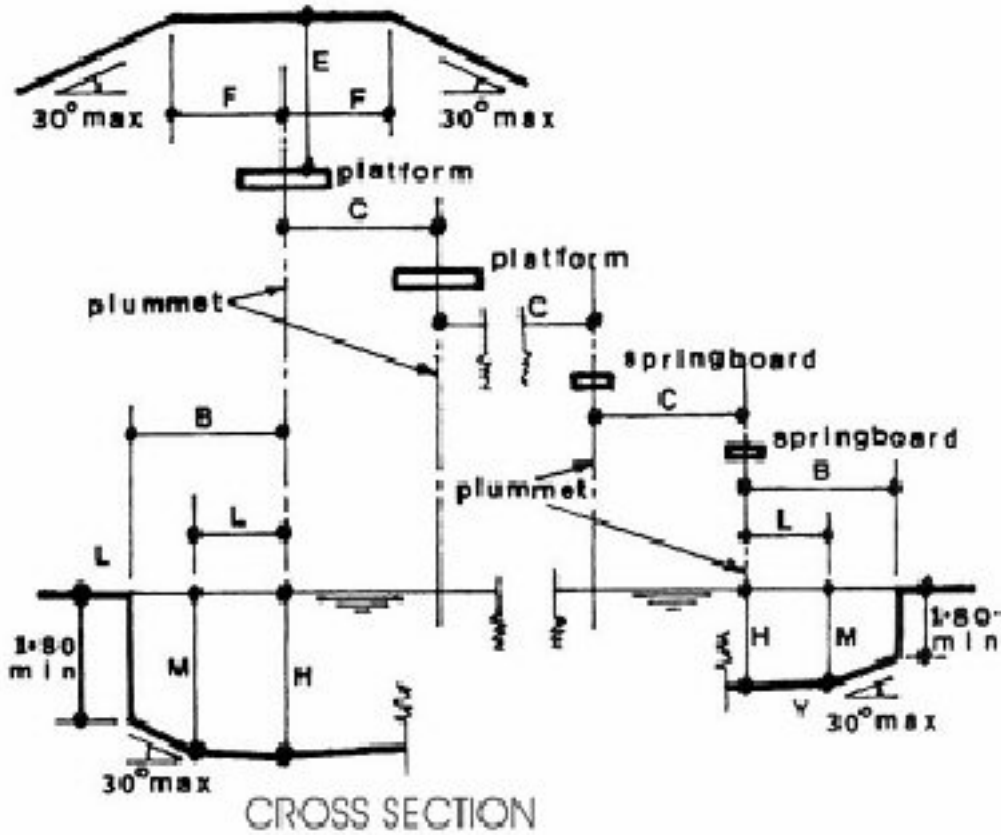 E
F F
30° max 30° max
platform
C
platform
plummet
C
springboard
C
B
springboard
plummet
B
L
L
L
1·80
min
M
H
H
M
1·80
min
Y
30° max
30° max
CROSS SECTION